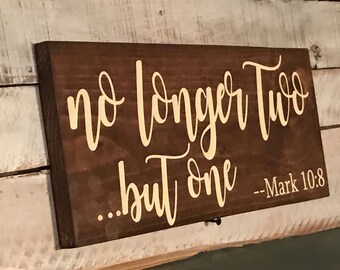 no longer Two
...but one
--Mark 10:8